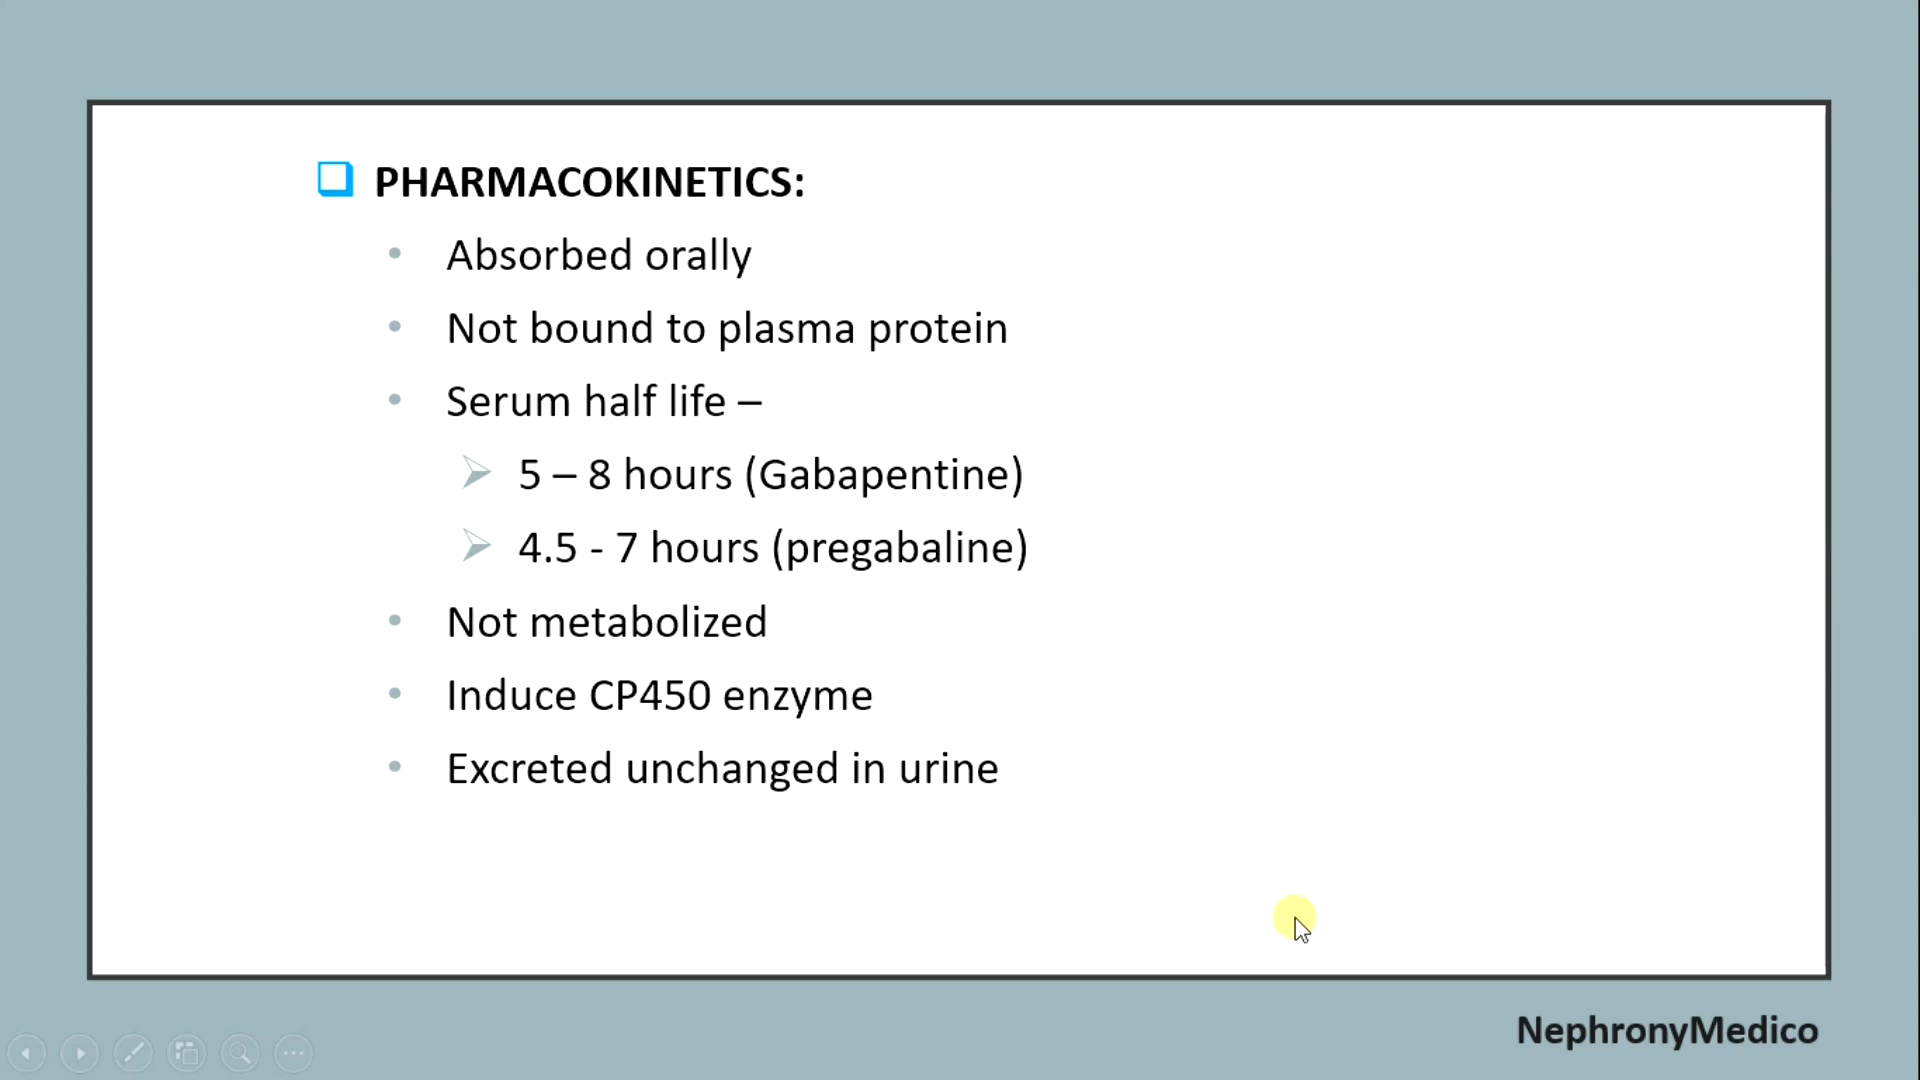 PHARMACOKINETICS:
Absorbed orally
Not bound to plasma protein
Serum half life –
5 – 8 hours (Gabapentine)
4.5 - 7 hours (pregabaline)
Not metabolized
Induce CP450 enzyme
Excreted unchanged in urine
NephronyMedico